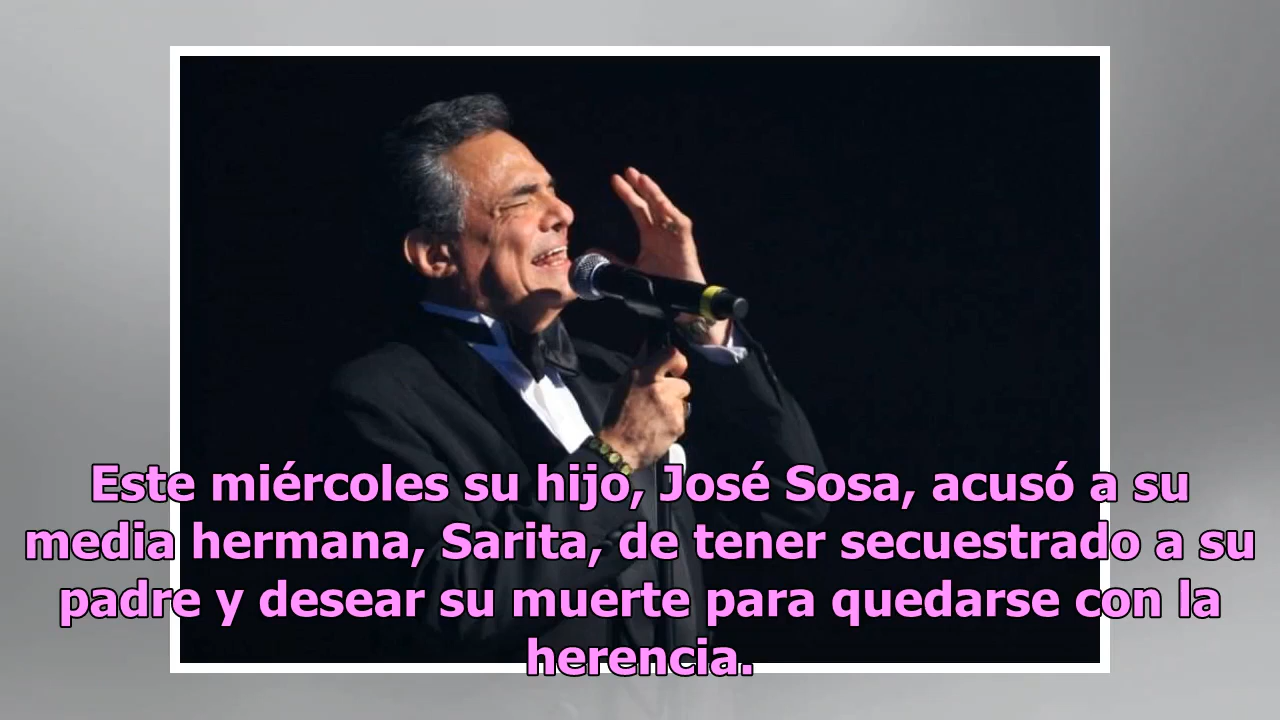 Este miércoles su hijo, José Sosa, acusó a su
media hermana, Sarita, de tener secuestrado a su
padre y desear su muerte para quedarse con la
herencia.